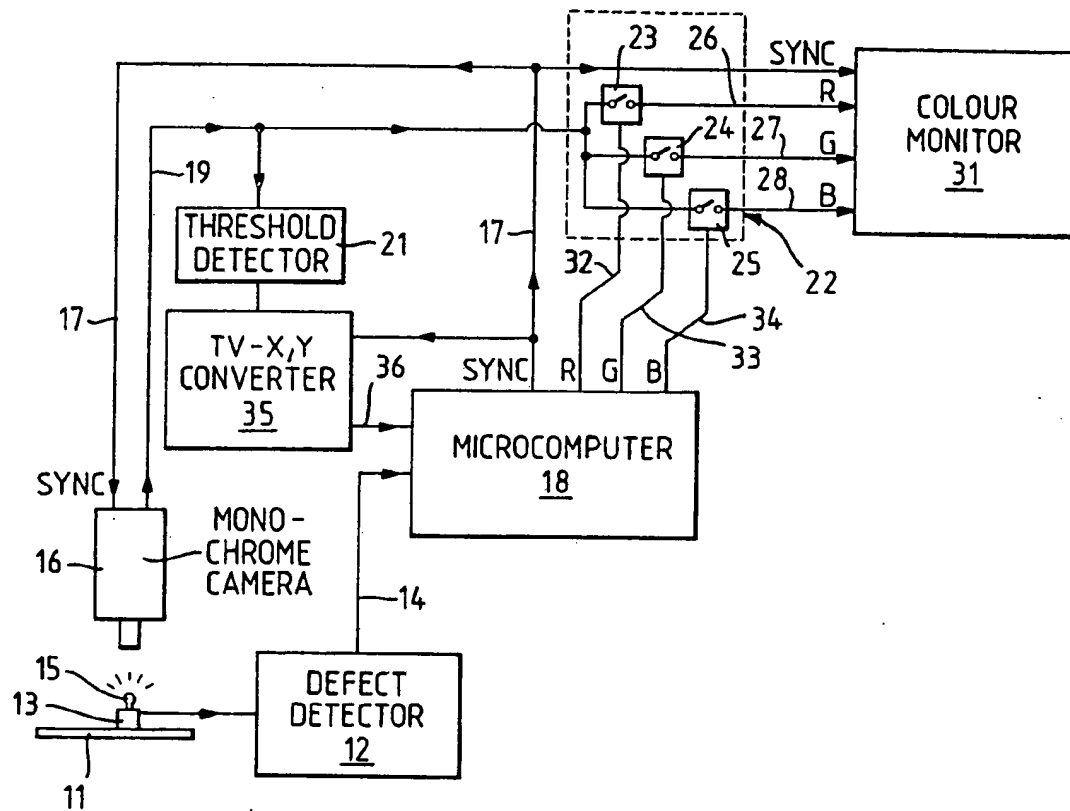 23
26
SYNC
R
COLOUR
MONITOR
31
24
27
G
28
B
19
THRESHOLD
DETECTOR
21
17
25
22
32
34
33
17
TV-X,Y
CONVERTER
35
36
SYNC
R
G
B
MICROCOMPUTER
18
SYNC
MONO-
CHROME
CAMERA
16
14
15
13
11
DEFECT
DETECTOR
12